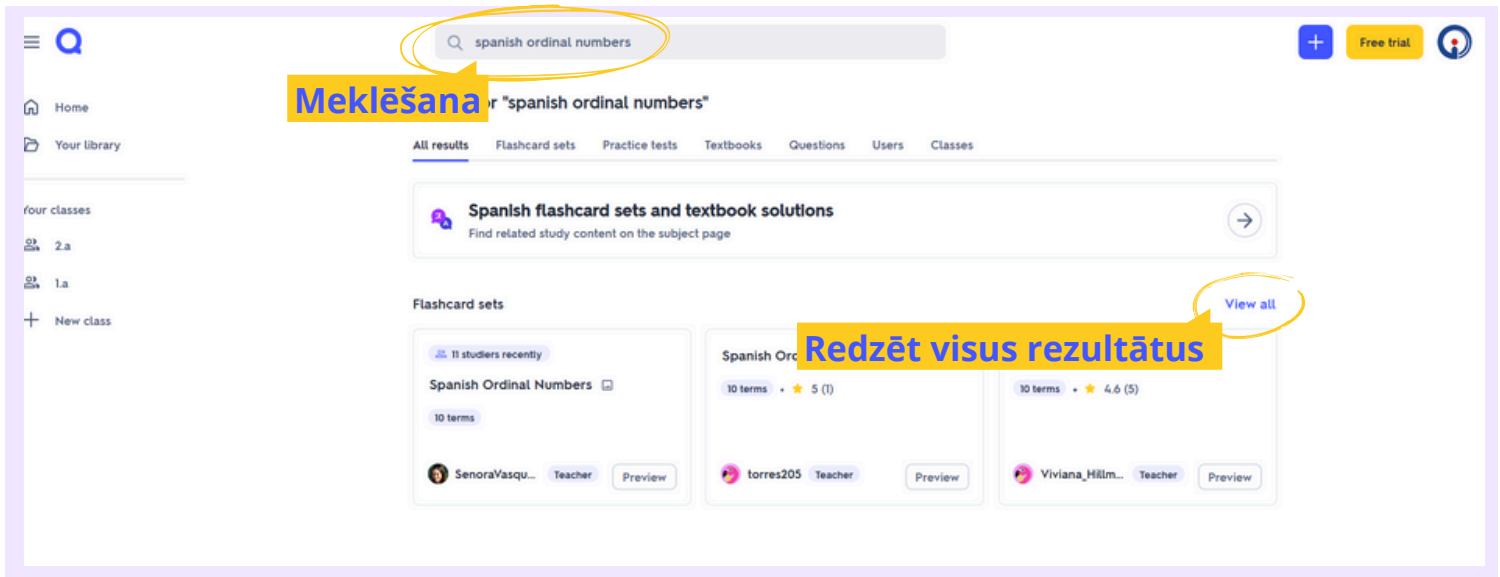 spanish ordinal numbers
Free trial
Meklēšana
r "spanish ordinal numbers"
Home
Your library
All results Flashcard sets Practice tests Textbooks Questions Users Classes
Your classes
2.a
1.a
New class
Spanish flashcard sets and textbook solutions
Find related study content on the subject page
Flashcard sets
View all
Redzēt visus rezultātus
11 studiers recently
Spanish Ordinal Numbers
10 terms
SenoraVasqu... Teacher Preview
Spanish Ord
10 terms • 5 (1)
torres205 Teacher Preview
10 terms • 4.6 (5)
Viviana_Hillm... Teacher Preview